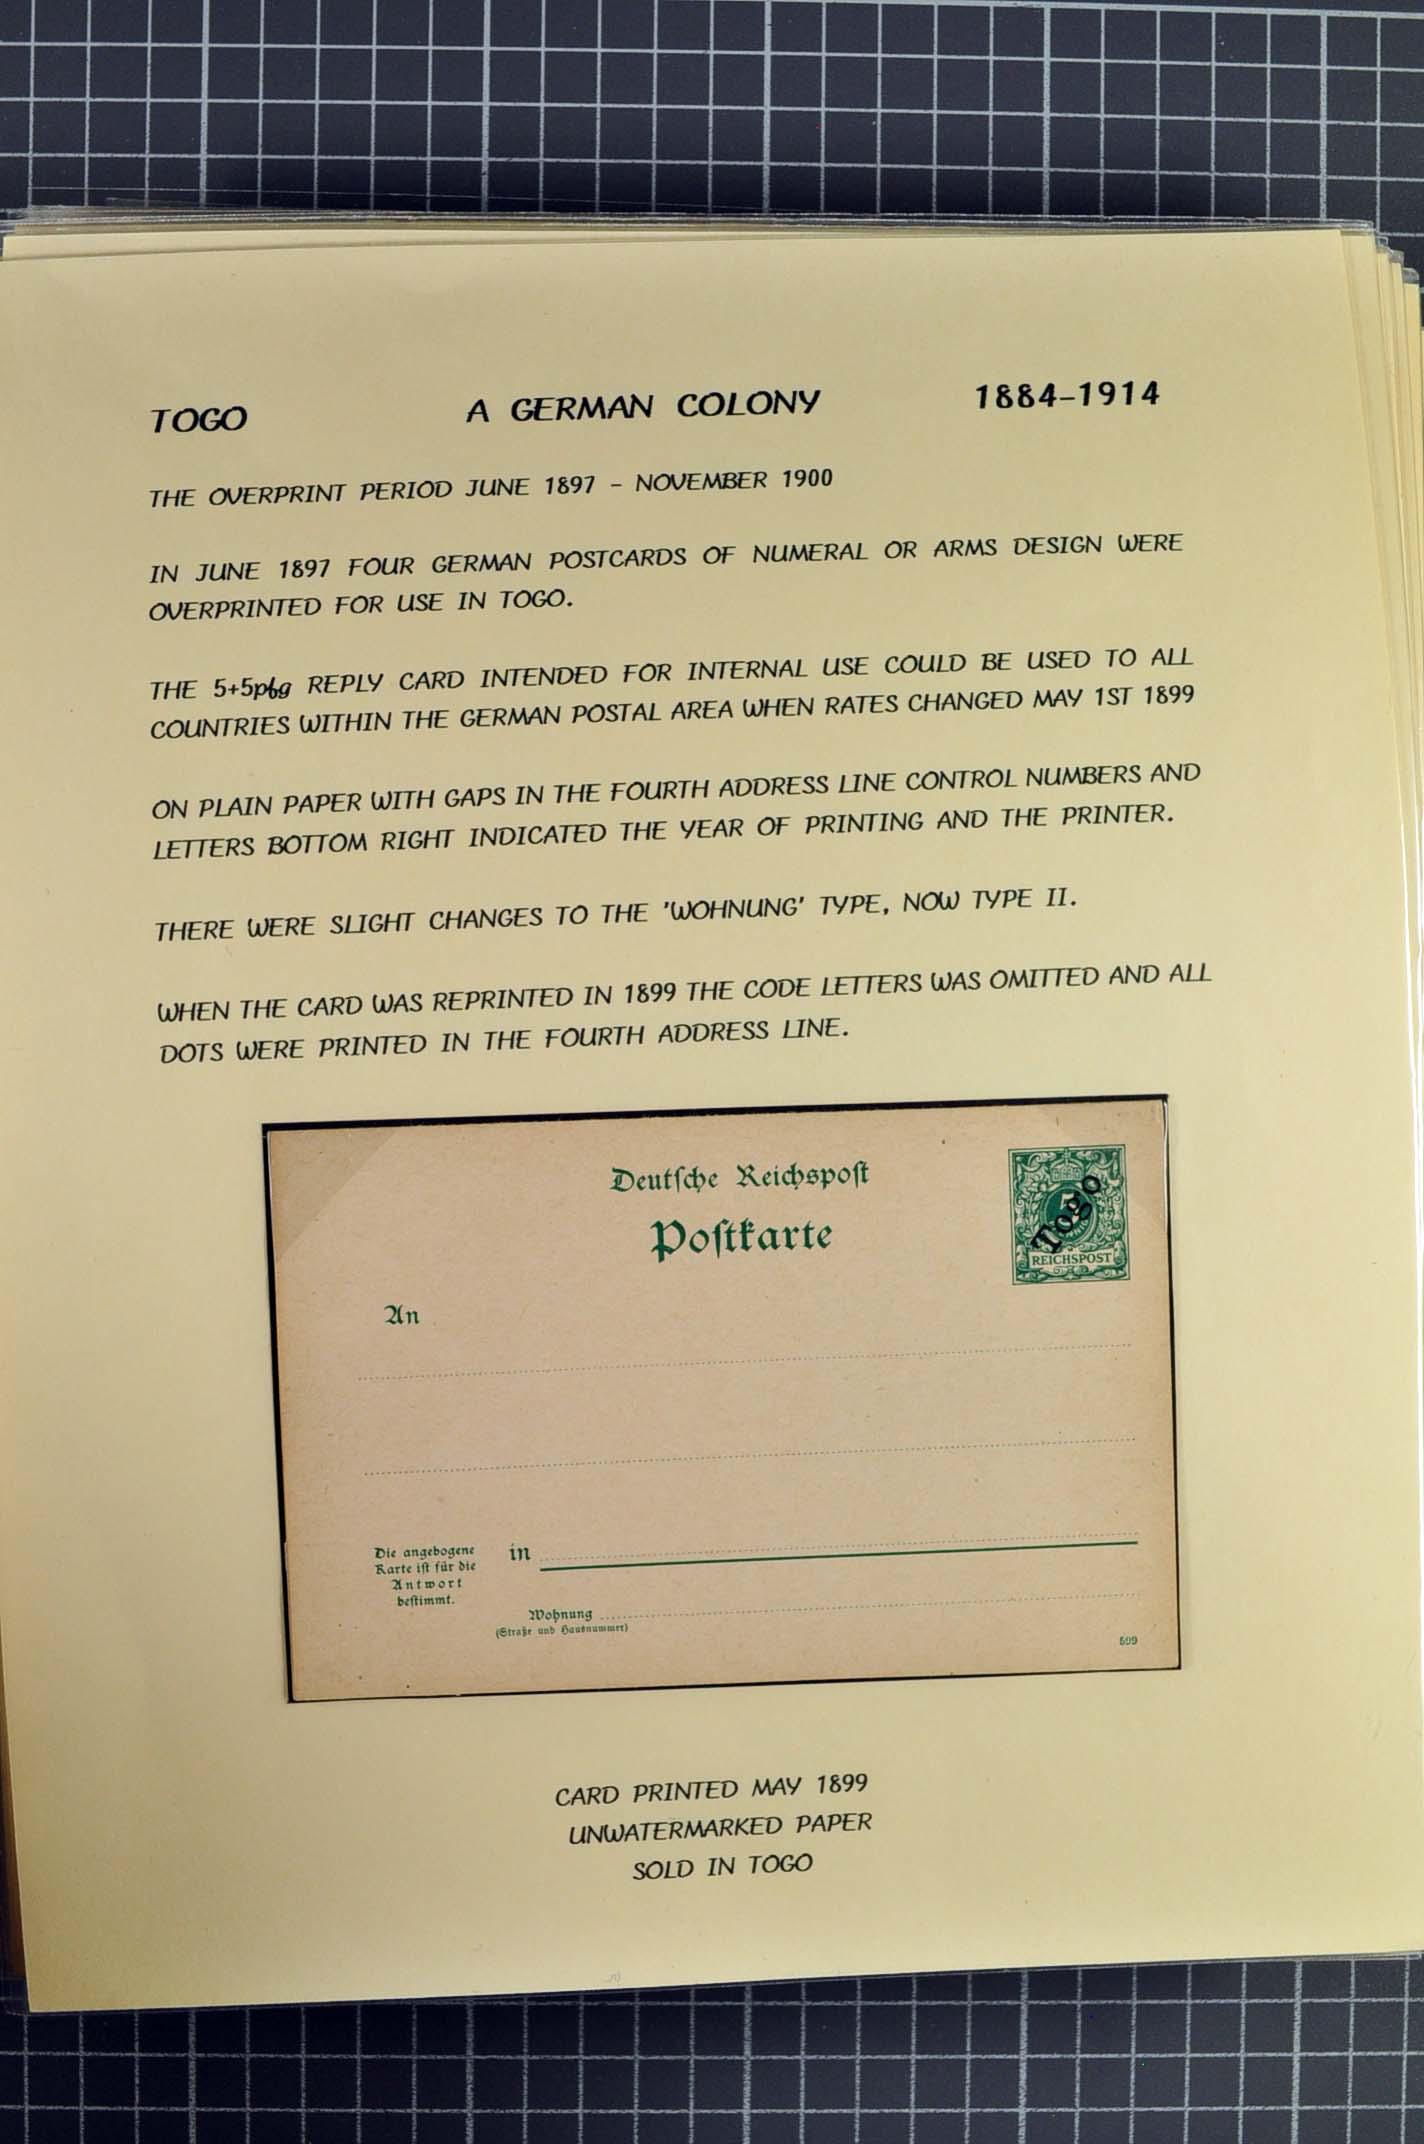 TOGO A GERMAN COLONY 1884-1914
THE OVERPRINT PERIOD JUNE 1897 - NOVEMBER 1900
IN JUNE 1897 FOUR GERMAN POSTCARDS OF NUMERAL OR ARMS DESIGN WERE
OVERPRINTED FOR USE IN TOGO.
THE 5+5pfg REPLY CARD INTENDED FOR INTERNAL USE COULD BE USED TO ALL
COUNTRIES WITHIN THE GERMAN POSTAL AREA WHEN RATES CHANGED MAY 1ST 1899
ON PLAIN PAPER WITH GAPS IN THE FOURTH ADDRESS LINE CONTROL NUMBERS AND
LETTERS BOTTOM RIGHT INDICATED THE YEAR OF PRINTING AND THE PRINTER.
THERE WERE SLIGHT CHANGES TO THE 'WOHNUNG' TYPE, NOW TYPE II.
WHEN THE CARD WAS REPRINTED IN 1899 THE CODE LETTERS WAS OMITTED AND ALL
DOTS WERE PRINTED IN THE FOURTH ADDRESS LINE.
Deutſche Reichspoſt
Poſtkarte
5
Togo
REICHSPOST
An
Die angebogene
Karte iſt für die
Antwort
beſtimmt.
in
Wohnung
(Straße und Hausnummer)
599
CARD PRINTED MAY 1899
UNWATERMARKED PAPER
SOLD IN TOGO